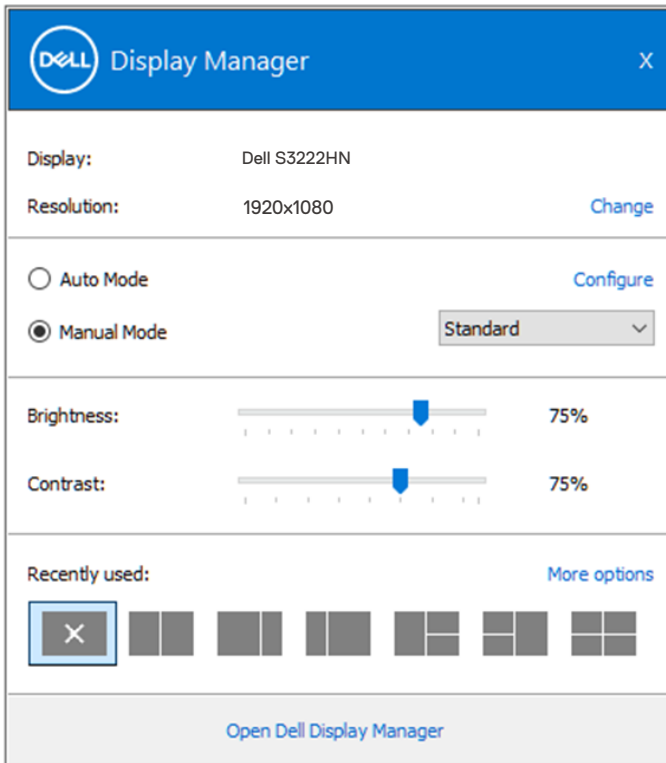 DELL Display Manager X
Display: Dell S3222HN
Resolution: 1920x1080 Change
Auto Mode Configure
Manual Mode Standard
Brightness: 75%
Contrast: 75%
Recently used: More options
Open Dell Display Manager